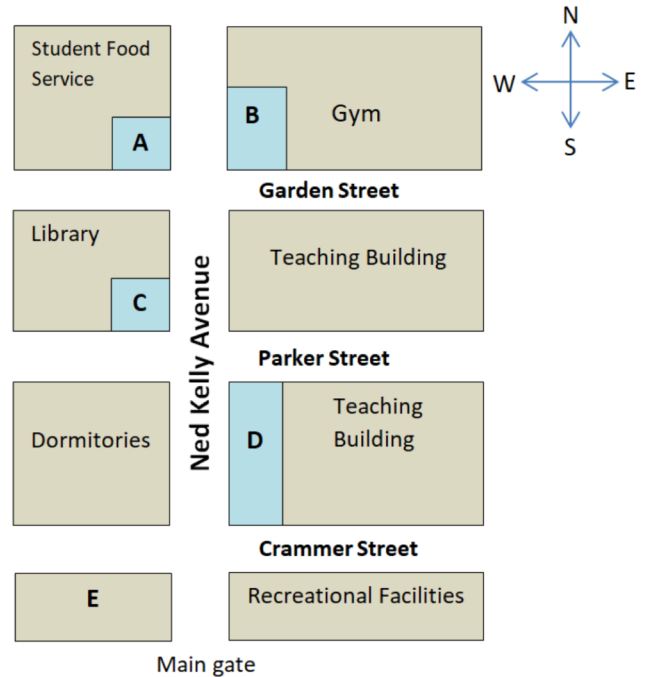 N
W
E
S
Student Food
Service
A
B
Gym
Garden Street
Library
C
Ned Kelly Avenue
Teaching Building
Parker Street
Dormitories
D
Teaching
Building
Crammer Street
E
Recreational Facilities
Main gate